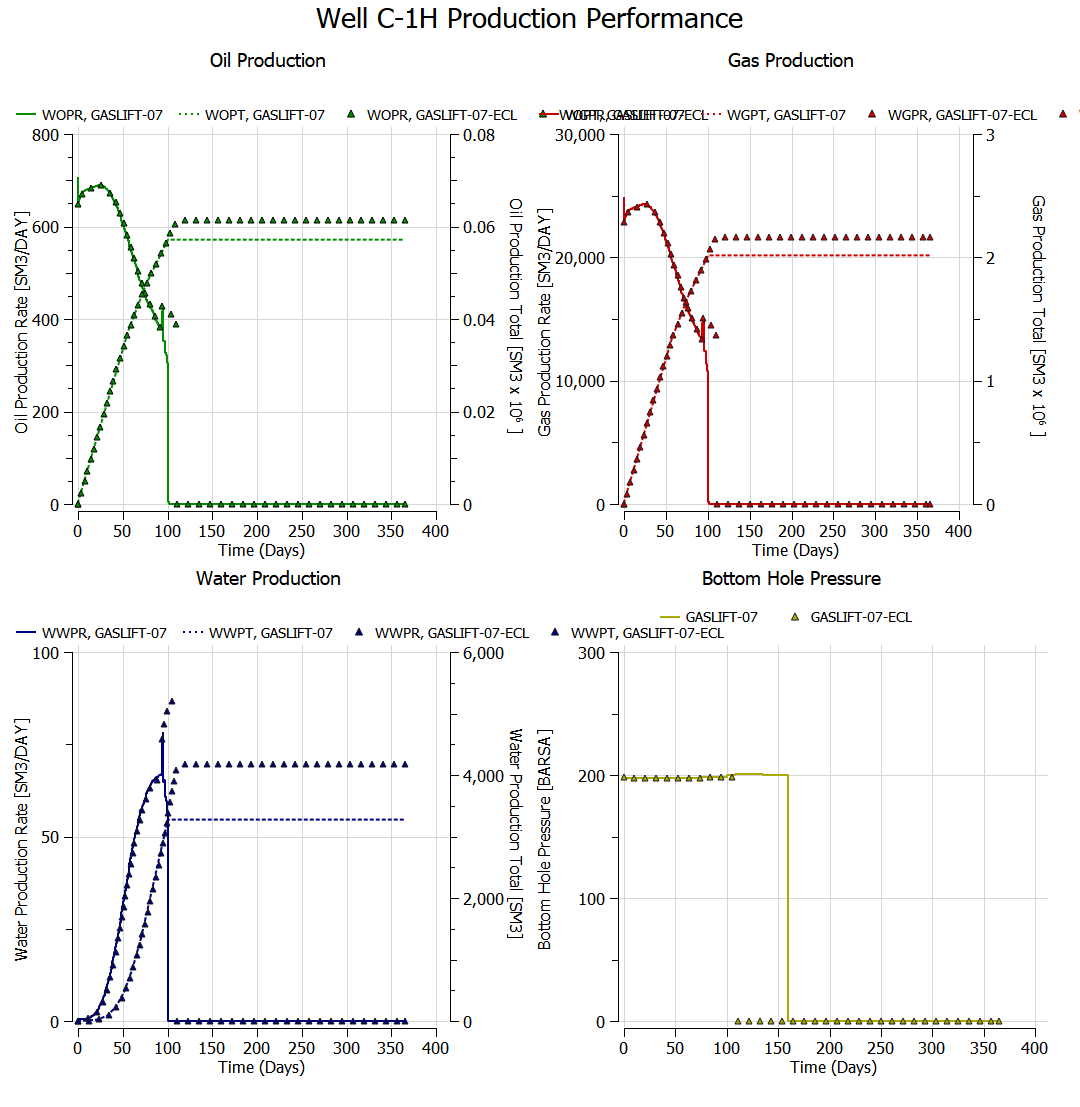 Well C-1H Production Performance
Oil Production
WOPR, GASLIFT-07 WOPT, GASLIFT-07 WOPR, GASLIFT-07-ECL WOPT, GASLIFT-07-ECL
800
600
400
200
0
0.08
0.06
0.04
0.02
0
Oil Production Rate [SM3/DAY]
Oil Production Total [SM3 x 10⁶ ]
0 50 100 150 200 250 300 350 400
Time (Days)
Gas Production
WGPR, GASLIFT-07 WGPT, GASLIFT-07 WGPR, GASLIFT-07-ECL W
30,000
20,000
10,000
0
3
2
1
0
Gas Production Rate [SM3/DAY]
Gas Production Total [SM3 x 10⁶ ]
0 50 100 150 200 250 300 350 400
Time (Days)
Water Production
WWPR, GASLIFT-07 WWPT, GASLIFT-07 WWPR, GASLIFT-07-ECL WWPT, GASLIFT-07-ECL
100
50
0
6,000
4,000
2,000
0
Water Production Rate [SM3/DAY]
Water Production Total [SM3]
0 50 100 150 200 250 300 350 400
Time (Days)
Bottom Hole Pressure
GASLIFT-07 GASLIFT-07-ECL
300
200
100
0
Bottom Hole Pressure [BARSA]
0 50 100 150 200 250 300 350 400
Time (Days)